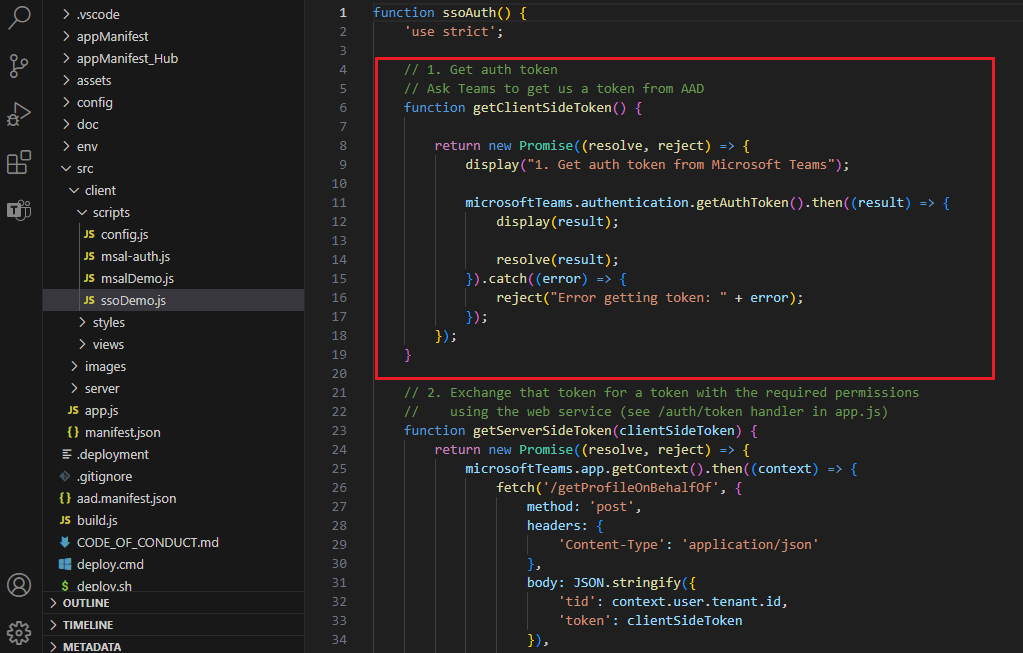 .vscode
appManifest
appManifest_Hub
assets
config
doc
env
src
client
scripts
JS config.js
JS msal-auth.js
JS msalDemo.js
JS ssoDemo.js
styles
views
images
server
JS app.js
{} manifest.json
.deployment
.gitignore
{} aad.manifest.json
JS build.js
CODE_OF_CONDUCT.md
deploy.cmd
$ deploy.sh
OUTLINE
TIMELINE
METADATA
1 function ssoAuth() {
2 'use strict';
3
4 // 1. Get auth token
5 // Ask Teams to get us a token from AAD
6 function getClientSideToken() {
7
8 return new Promise((resolve, reject) => {
9 display("1. Get auth token from Microsoft Teams");
10
11 microsoftTeams.authentication.getAuthToken().then((result) => {
12 display(result);
13
14 resolve(result);
15 }).catch((error) => {
16 reject("Error getting token: " + error);
17 });
18 });
19 }
20
21 // 2. Exchange that token for a token with the required permissions
22 //    using the web service (see /auth/token handler in app.js)
23 function getServerSideToken(clientSideToken) {
24 return new Promise((resolve, reject) => {
25 microsoftTeams.app.getContext().then((context) => {
26 fetch('/getProfileOnBehalfOf', {
27 method: 'post',
28 headers: {
29 'Content-Type': 'application/json'
30 },
31 body: JSON.stringify({
32 'tid': context.user.tenant.id,
33 'token': clientSideToken
34 }),